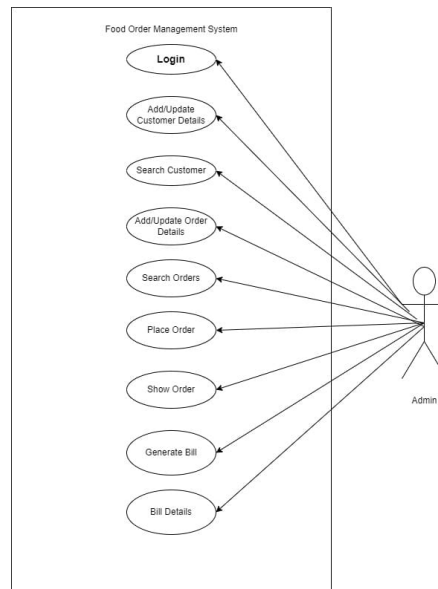 Food Order Management System
Login
Add/Update
Customer Details
Search Customer
Add/Update Order
Details
Search Orders
Place Order
Show Order
Admin
Generate Bill
Bill Details